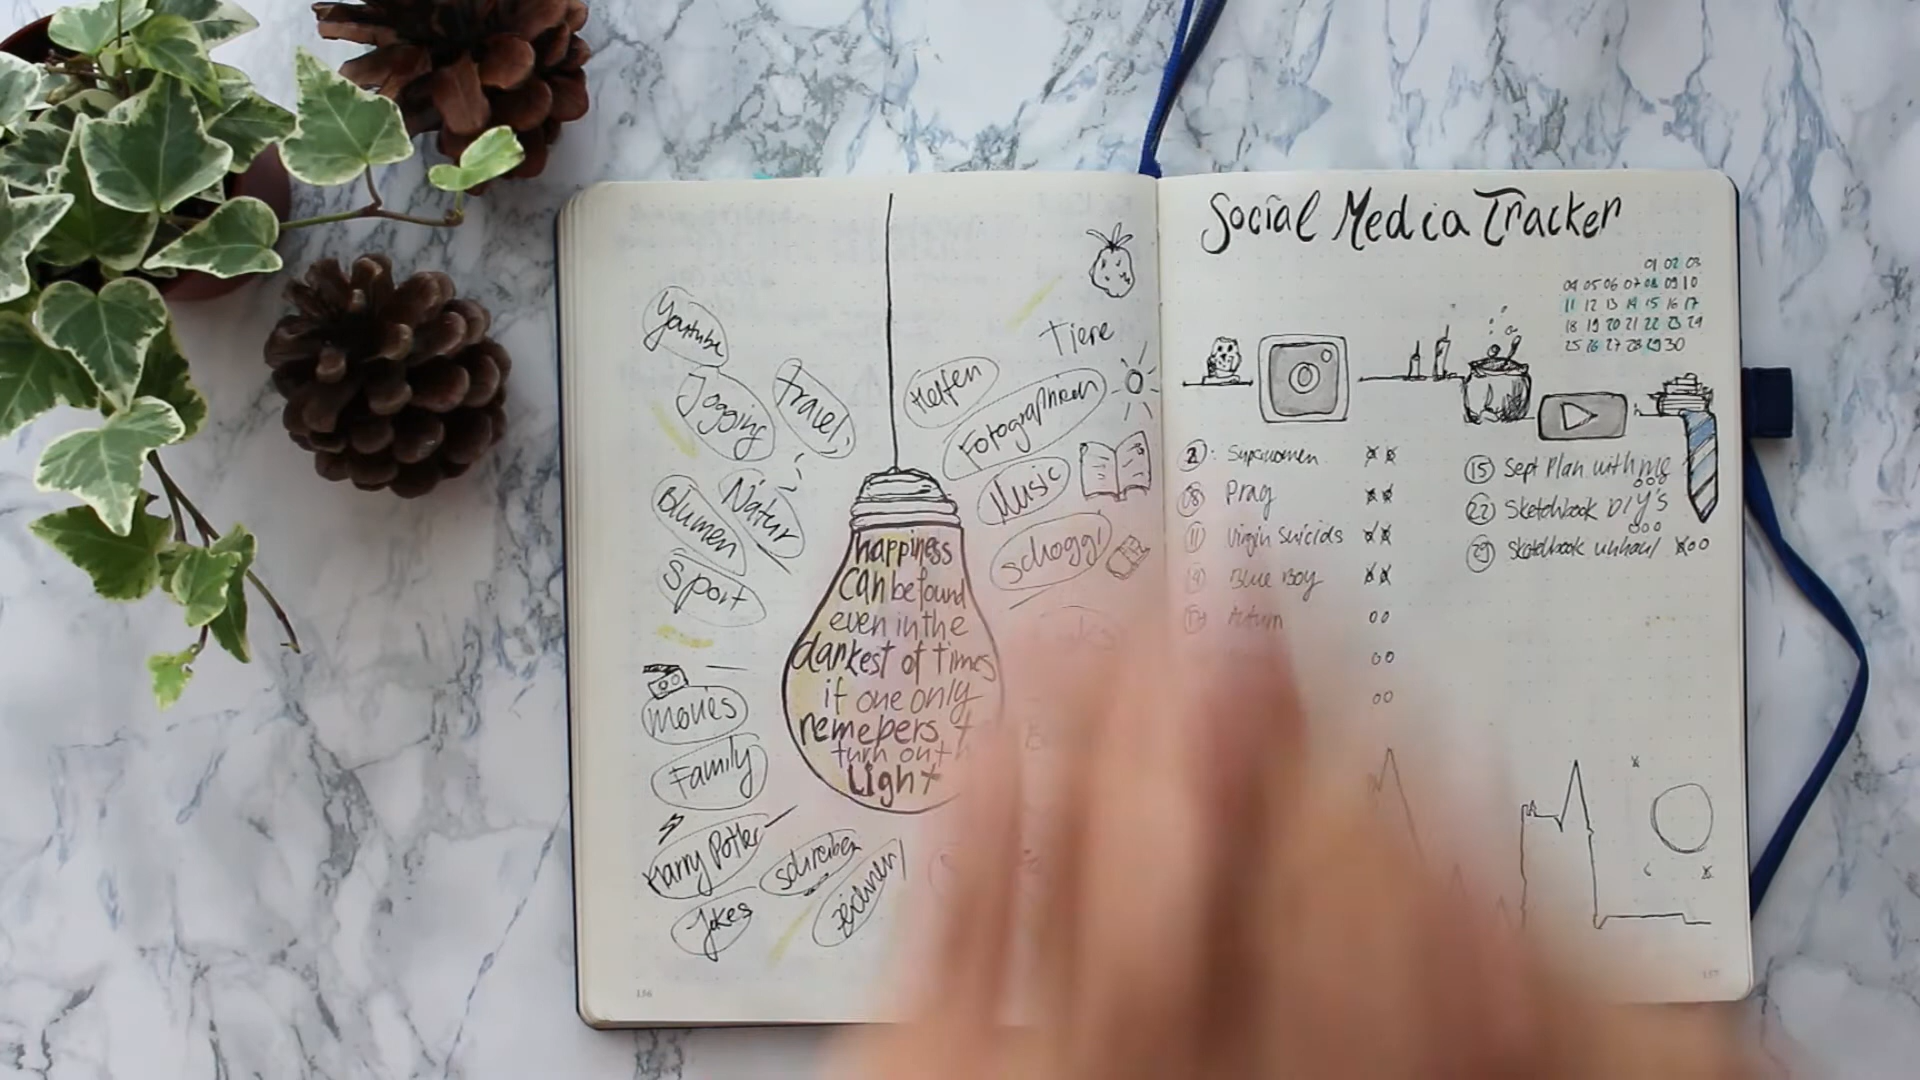 Youtube
Jogging
travel
Natur
Blumen
Sport
movies
Family
Harry Potter
Jokes
schreiben
zeichnen
Tiere
Helfen
Fotographieren
Music
schoggi
happiness
can be found
even in the
darkest of times
if one only
remepers
turn on
Light
156
Social Media Tracker
01 02 03
04 05 06 07 08 09 10
11 12 13 14 15 16 17
18 19 20 21 22 23 24
25 26 27 28 29 30
2: Superwomen
Prag
11 Virgin Suicids
Blue Boy
Autum
15 Sept Plan with me
22 Sketchbook DIY's
29 Sketchbook unhaul
157